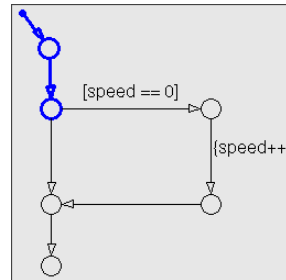 [speed == 0]
{speed++